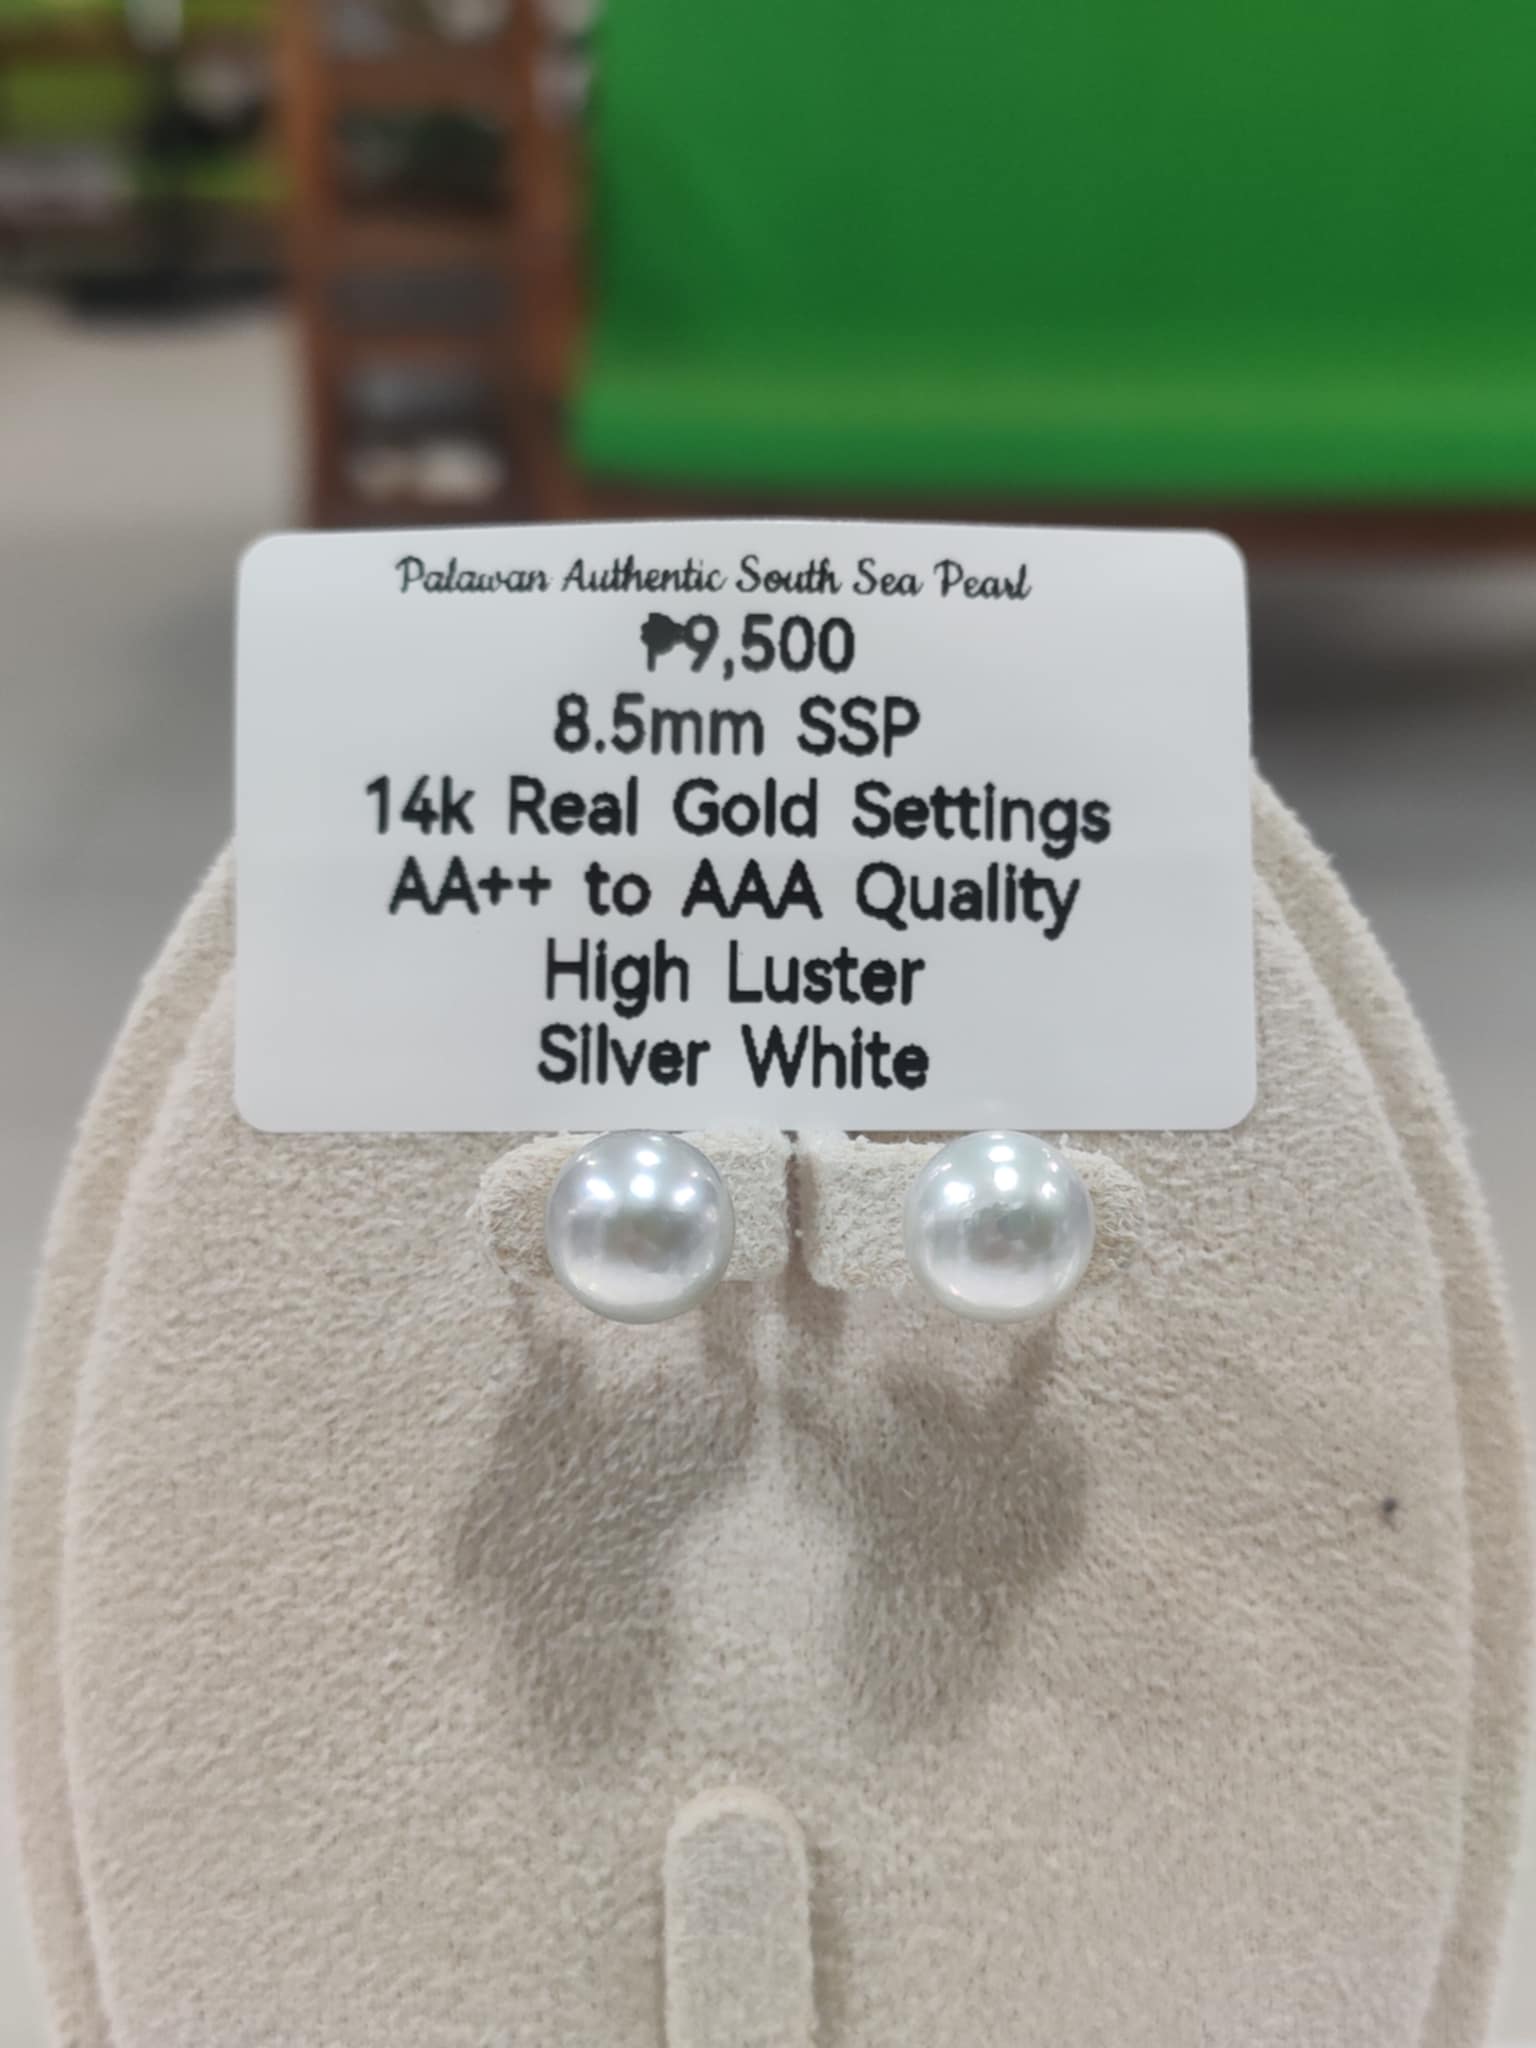 Palawan Authentic South Sea Pearl
₱9,500
8.5mm SSP
14k Real Gold Settings
AA++ to AAA Quality
High Luster
Silver White